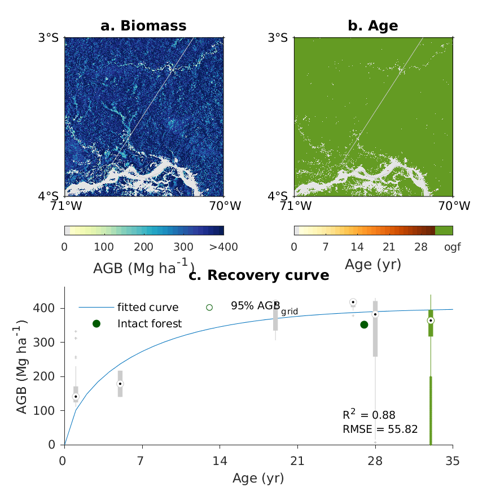 a. Biomass
b. Age
3°S
3°S
4°S
4°S
71°W
70°W
71°W
70°W
0 100 200 300 >400
0 7 14 21 28 ogf
AGB (Mg ha⁻¹)
Age (yr)
c. Recovery curve
fitted curve
95% AGB_grid
Intact forest
AGB (Mg ha⁻¹)
400
300
200
100
0
R² = 0.88
RMSE = 55.82
0 7 14 21 28 35
Age (yr)